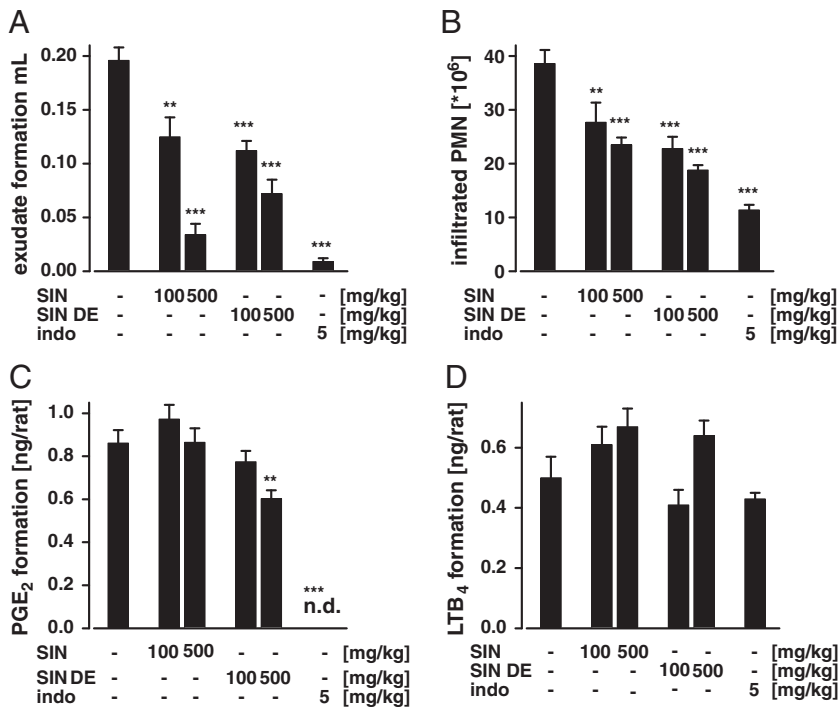 A
exudate formation mL
0.20
0.15
0.10
0.05
0.00
**
***
***
***
***
SIN - 100 500 - - - [mg/kg]
SIN DE - - - 100 500 - [mg/kg]
indo - - - - - 5 [mg/kg]
B
infiltrated PMN [*10⁶]
40
30
20
10
0
**
***
***
***
***
SIN - 100 500 - - - [mg/kg]
SIN DE - - - 100 500 - [mg/kg]
indo - - - - - 5 [mg/kg]
C
PGE₂ formation [ng/rat]
1.0
0.8
0.6
0.4
0.2
0.0
**
***
n.d.
SIN - 100 500 - - - [mg/kg]
SIN DE - - - 100 500 - [mg/kg]
indo - - - - - 5 [mg/kg]
D
LTB₄ formation [ng/rat]
0.6
0.4
0.2
0.0
SIN - 100 500 - - - [mg/kg]
SIN DE - - - 100 500 - [mg/kg]
indo - - - - - 5 [mg/kg]